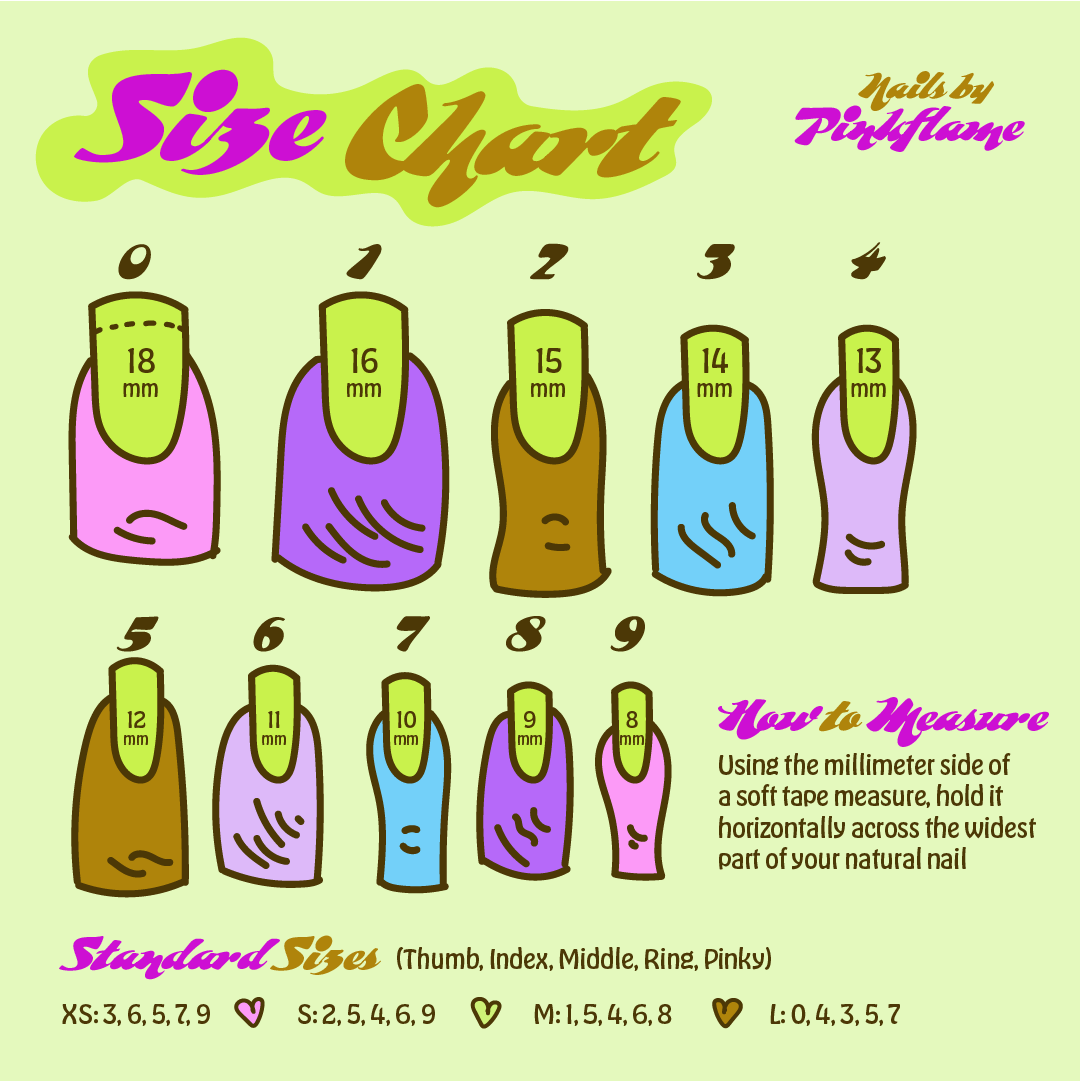 Size Chart
Nails by
Pinkflame
0 1 2 3 4
18 mm 16 mm 15 mm 14 mm 13 mm
5 6 7 8 9
12 mm 11 mm 10 mm 9 mm 8 mm
How to Measure
Using the millimeter side of
a soft tape measure, hold it
horizontally across the widest
part of your natural nail
Standard Sizes (Thumb, Index, Middle, Ring, Pinky)
XS: 3, 6, 5, 7, 9 S: 2, 5, 4, 6, 9 M: 1, 5, 4, 6, 8 L: 0, 4, 3, 5, 7